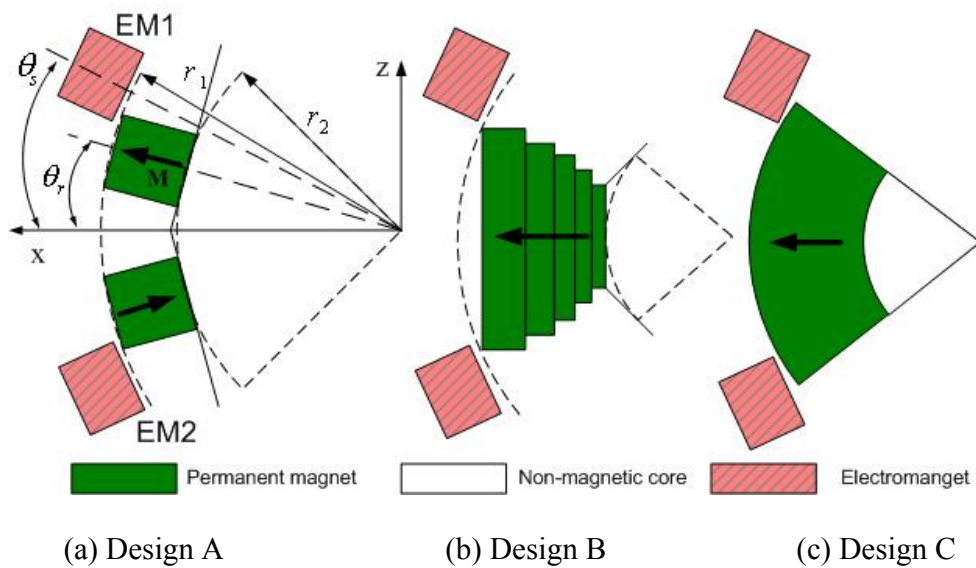 EM1
θs
r1
r2
z
θr
M
x
EM2
Permanent magnet
Non-magnetic core
Electromanget
(a) Design A
(b) Design B
(c) Design C